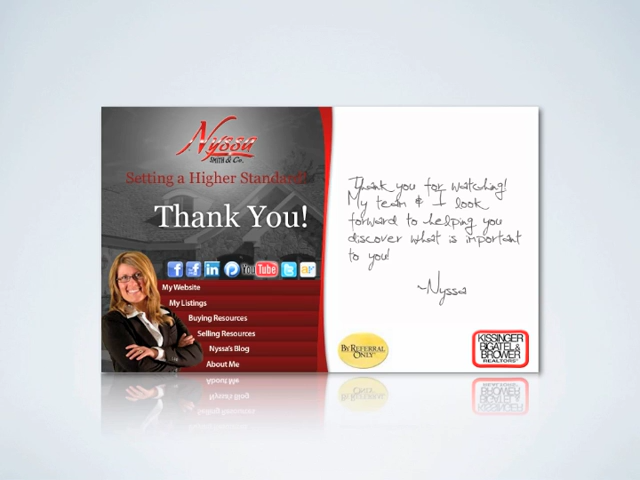 Nyssa
SMITH & Co.
Setting a Higher Standard!
Thank You!
You Tube
My Website
My Listings
Buying Resources
Selling Resources
Nyssa's Blog
About Me
Thank you for watching!
My team & I look
forward to helping you
discover what is important
to you!
~Nyssa
BY REFERRAL
ONLY
KISSINGER
BIGATEL &
BROWER
REALTORS